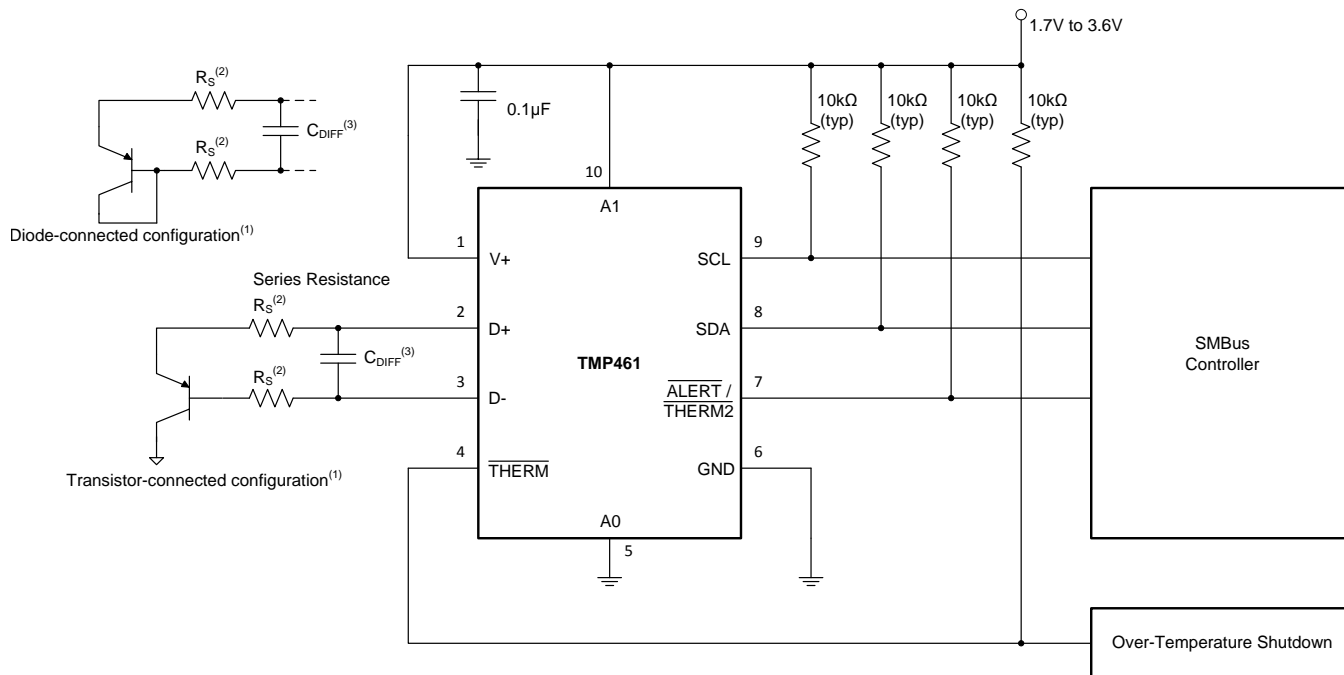 1.7V to 3.6V
RS(2)
CDIFF(3)
RS(2)
Diode-connected configuration(1)
0.1µF
10kΩ
(typ)
10kΩ
(typ)
10kΩ
(typ)
10kΩ
(typ)
10
A1
1
V+
SCL
9
Series Resistance
RS(2)
2
D+
SDA
8
CDIFF(3)
TMP461
SMBus
Controller
RS(2)
3
D-
ALERT /
THERM2
7
4
THERM
GND
6
Transistor-connected configuration(1)
A0
5
Over-Temperature Shutdown